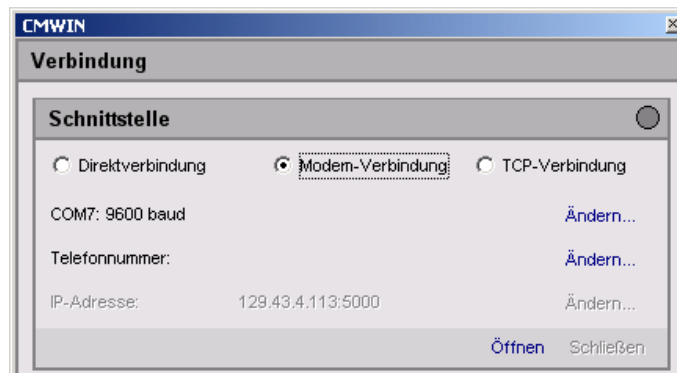 CMWIN
Verbindung
Schnittstelle
Direktverbindung Modem-Verbindung TCP-Verbindung
COM7: 9600 baud Ändern...
Telefonnummer: Ändern...
IP-Adresse: 129.43.4.113:5000 Ändern...
Öffnen Schließen